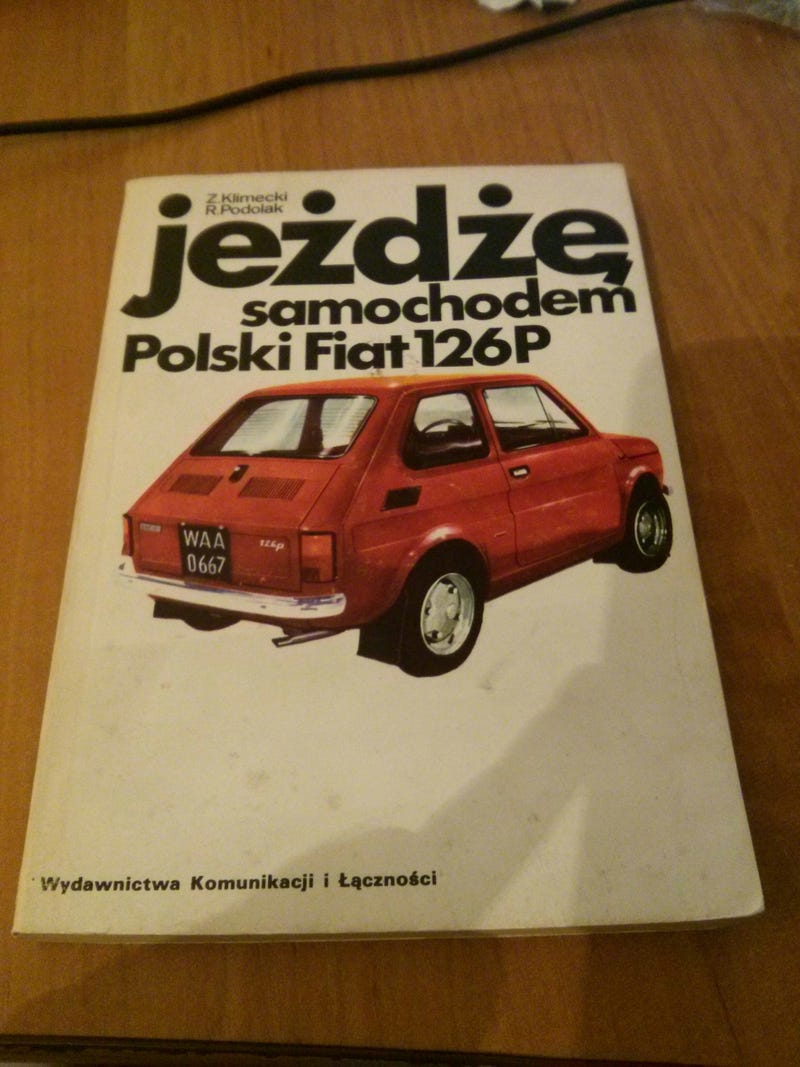 Z.Klimecki
R.Podolak
jeżdżę
samochodem
Polski Fiat 126P
WAA
0667
126p
Wydawnictwa Komunikacji i Łączności